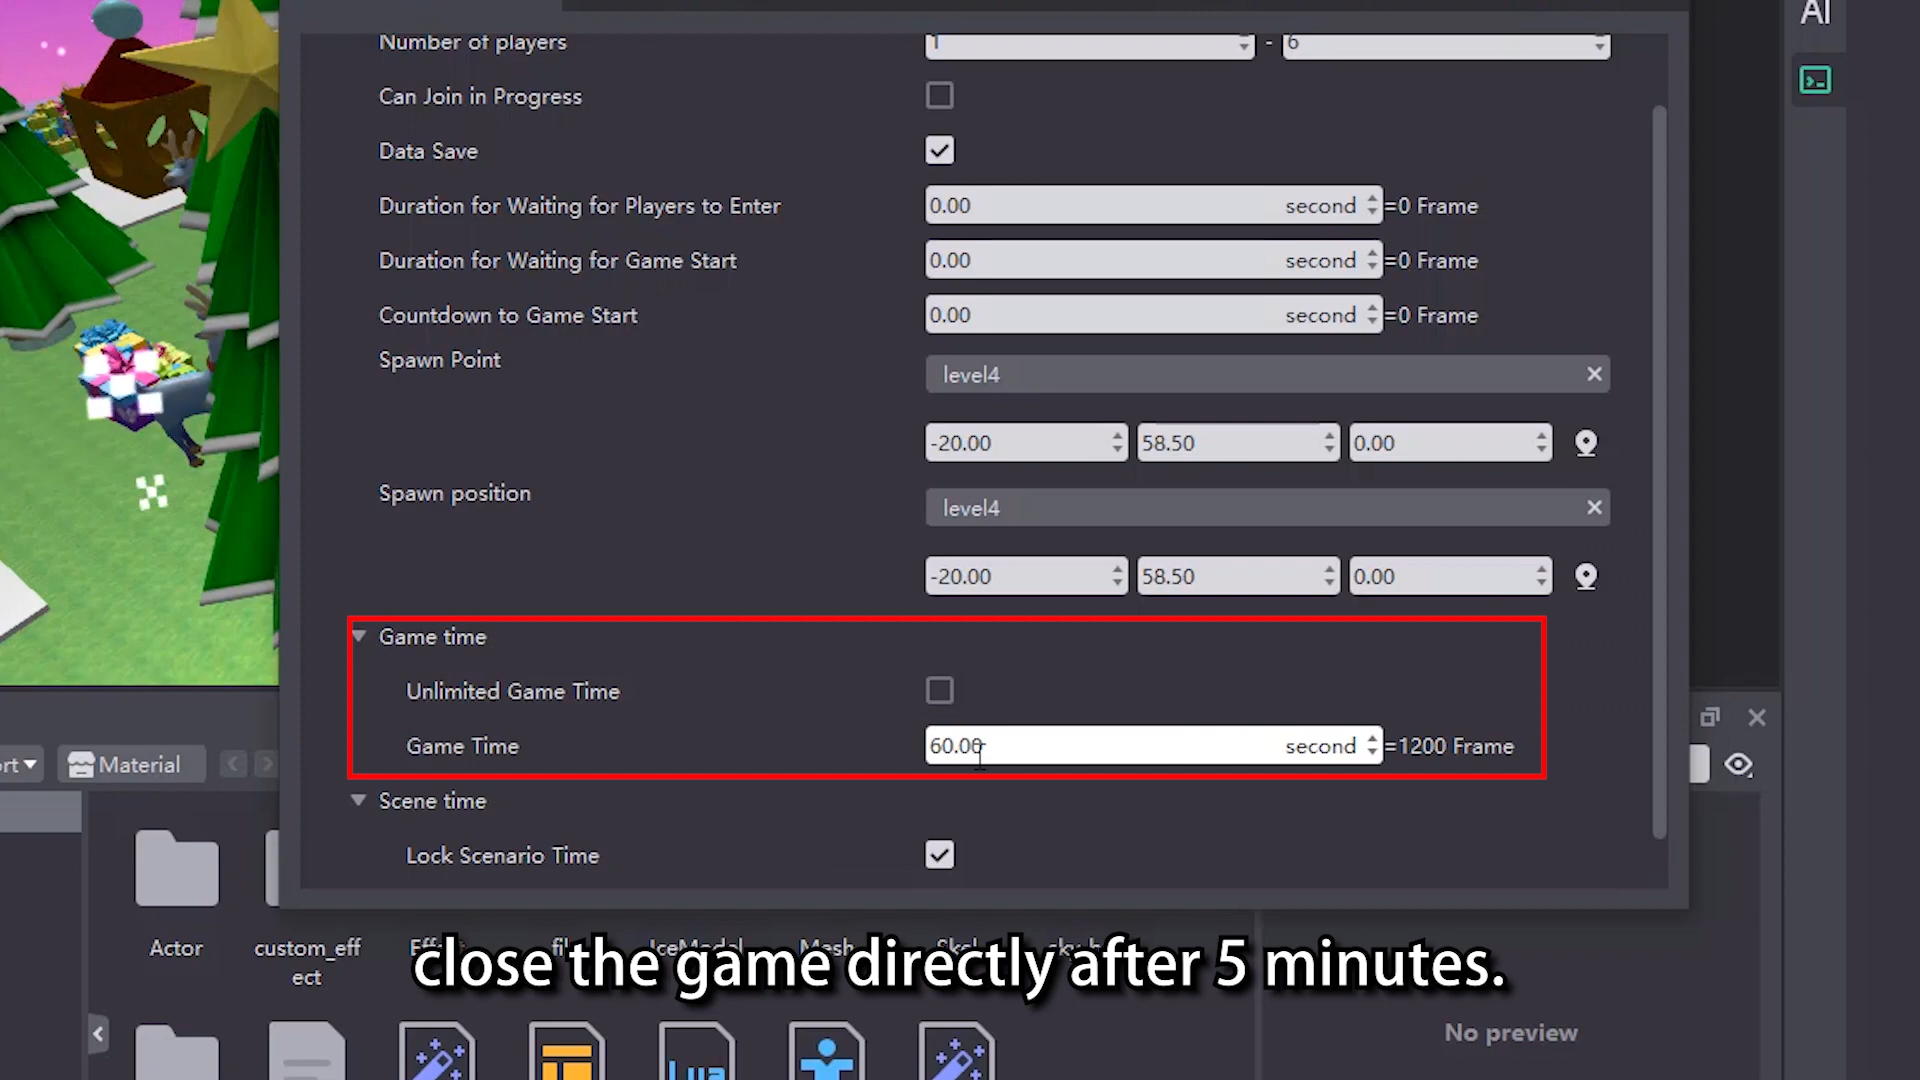 AI
Number of players 1 - 6
Can Join in Progress
Data Save
Duration for Waiting for Players to Enter 0.00 second =0 Frame
Duration for Waiting for Game Start 0.00 second =0 Frame
Countdown to Game Start 0.00 second =0 Frame
Spawn Point level4
-20.00 58.50 0.00
Spawn position level4
-20.00 58.50 0.00
Game time
Unlimited Game Time
Game Time 60.00 second =1200 Frame
Scene time
Lock Scenario Time
rt Material
Actor
custom_eff
ect
IceModel
Mesh
close the game directly after 5 minutes.
No preview
Lua